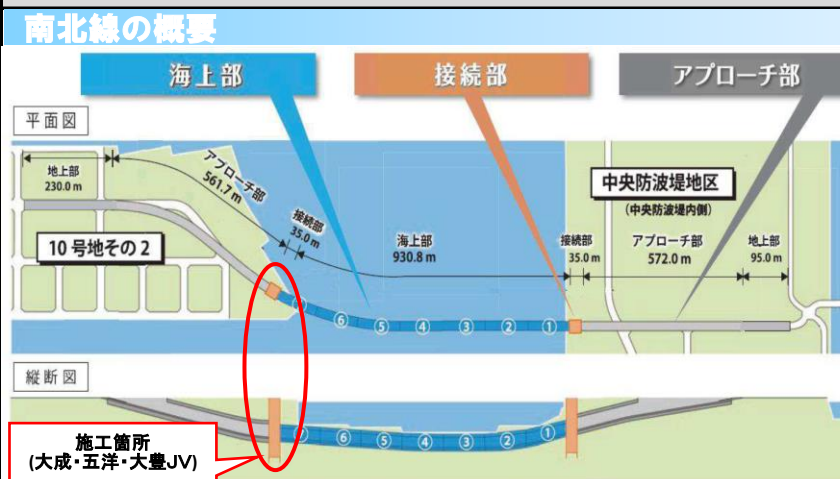 南北線の概要
海上部
接続部
アプローチ部
平面図
地上部
230.0 m
アプローチ部
561.7 m
接続部
35.0 m
海上部
930.8 m
接続部
35.0 m
アプローチ部
572.0 m
地上部
95.0 m
中央防波堤地区
(中央防波堤内側)
10号地その2
⑥ ⑤ ④ ③ ② ①
縦断図
⑥ ⑤ ④ ③ ② ①
施工箇所
(大成・五洋・大豊JV)